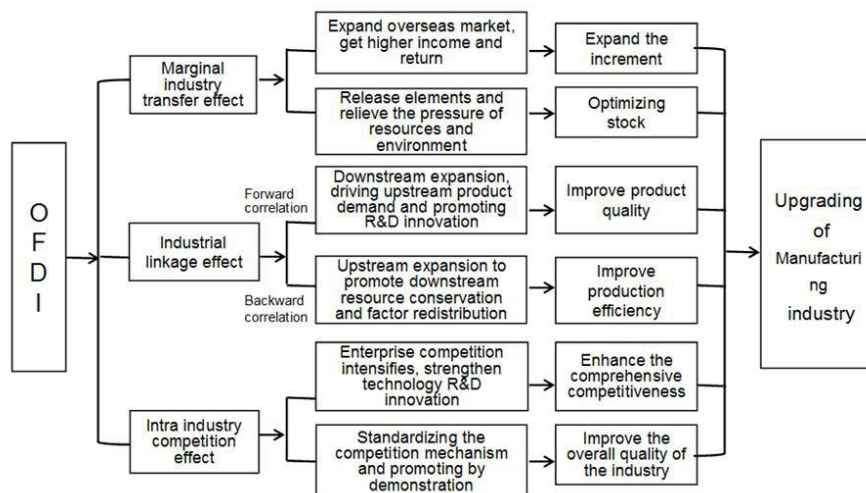 OFDI
Marginal
industry
transfer effect
Expand overseas market,
get higher income and
return
Expand the
increment
Release elements and
relieve the pressure of
resources and
environment
Optimizing
stock
Industrial
linkage effect
Forward
correlation
Downstream expansion,
driving upstream product
demand and promoting
R&D innovation
Improve product
quality
Backward
correlation
Upstream expansion to
promote downstream
resource conservation
and factor redistribution
Improve
production
efficiency
Intra industry
competition
effect
Enterprise competition
intensifies, strengthen
technology R&D
innovation
Enhance the
comprehensive
competitiveness
Standardizing the
competition mechanism
and promoting by
demonstration
Improve the
overall quality of
the industry
Upgrading
of
Manufacturi
ng
industry